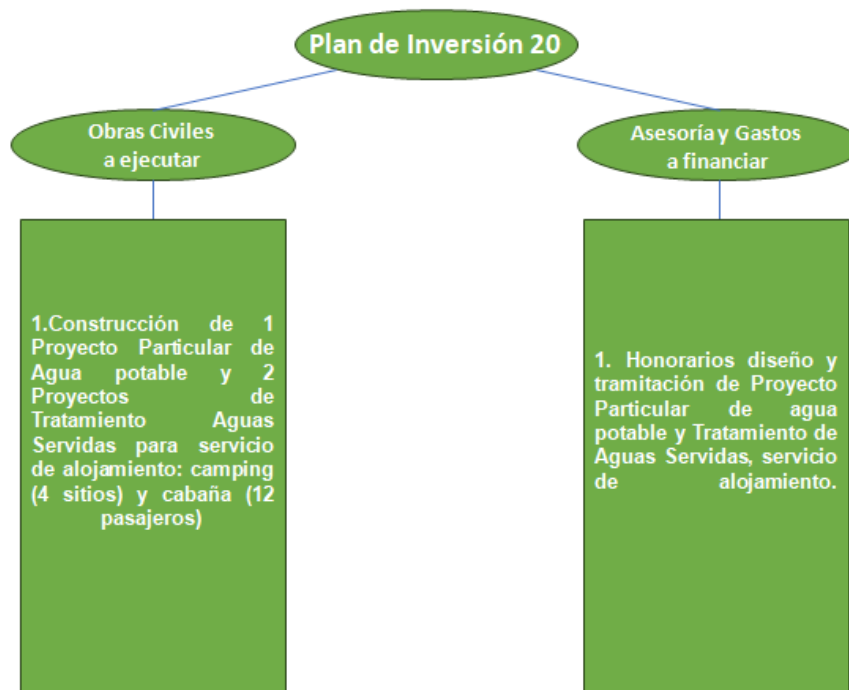 Plan de Inversión 20
Obras Civiles
a ejecutar
Asesoría y Gastos
a financiar
1.Construcción de 1
Proyecto Particular de
Agua potable y 2
Proyectos de
Tratamiento Aguas
Servidas para servicio
de alojamiento: camping
(4 sitios) y cabaña (12
pasajeros)
1. Honorarios diseño y
tramitación de Proyecto
Particular de agua
potable y Tratamiento de
Aguas Servidas, servicio
de alojamiento.